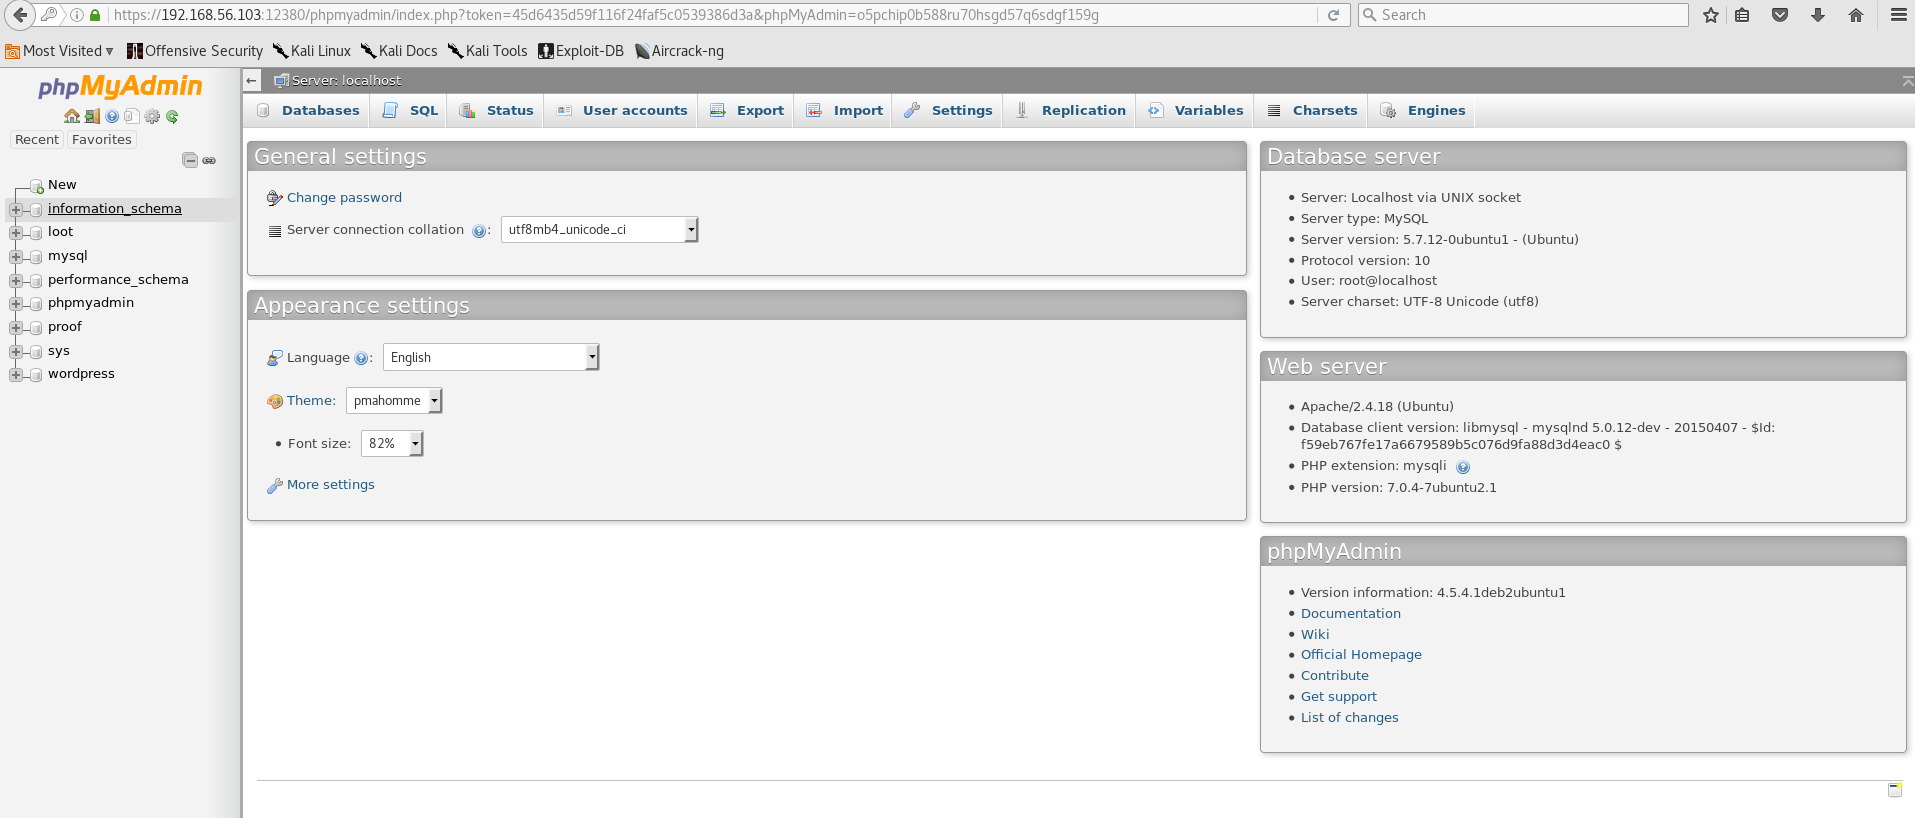 https://192.168.56.103:12380/phpmyadmin/index.php?token=45d6435d59f116f24faf5c0539386d3a&phpMyAdmin=o5pchip0b588ru70hsgd57q6sdgf159g
Search
Most Visited
Offensive Security
Kali Linux
Kali Docs
Kali Tools
Exploit-DB
Aircrack-ng
phpMyAdmin
Recent
Favorites
New
information_schema
loot
mysql
performance_schema
phpmyadmin
proof
sys
wordpress
Server: localhost
Databases
SQL
Status
User accounts
Export
Import
Settings
Replication
Variables
Charsets
Engines
General settings
Change password
Server connection collation : utf8mb4_unicode_ci
Appearance settings
Language : English
Theme: pmahomme
• Font size: 82%
More settings
Database server
• Server: Localhost via UNIX socket
• Server type: MySQL
• Server version: 5.7.12-0ubuntu1 - (Ubuntu)
• Protocol version: 10
• User: root@localhost
• Server charset: UTF-8 Unicode (utf8)
Web server
• Apache/2.4.18 (Ubuntu)
• Database client version: libmysql - mysqlnd 5.0.12-dev - 20150407 - $Id:
f59eb767fe17a6679589b5c076d9fa88d3d4eac0 $
• PHP extension: mysqli
• PHP version: 7.0.4-7ubuntu2.1
phpMyAdmin
• Version information: 4.5.4.1deb2ubuntu1
• Documentation
• Wiki
• Official Homepage
• Contribute
• Get support
• List of changes